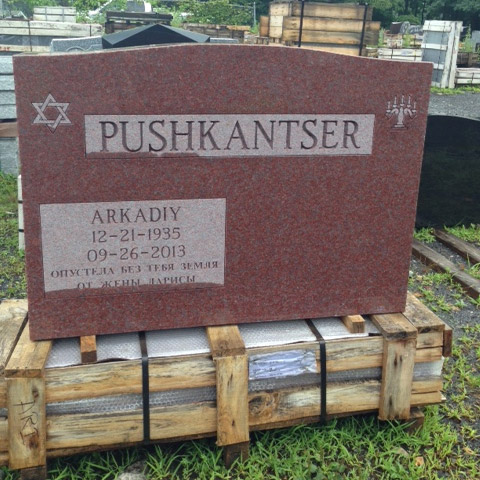 PUSHKANTSER
ARKADIY
12-21-1935
09-26-2013
ОПУСТЕЛА БЕЗ ТЕБЯ ЗЕМЛЯ
ОТ ЖЕНЫ ЛАРИСЫ